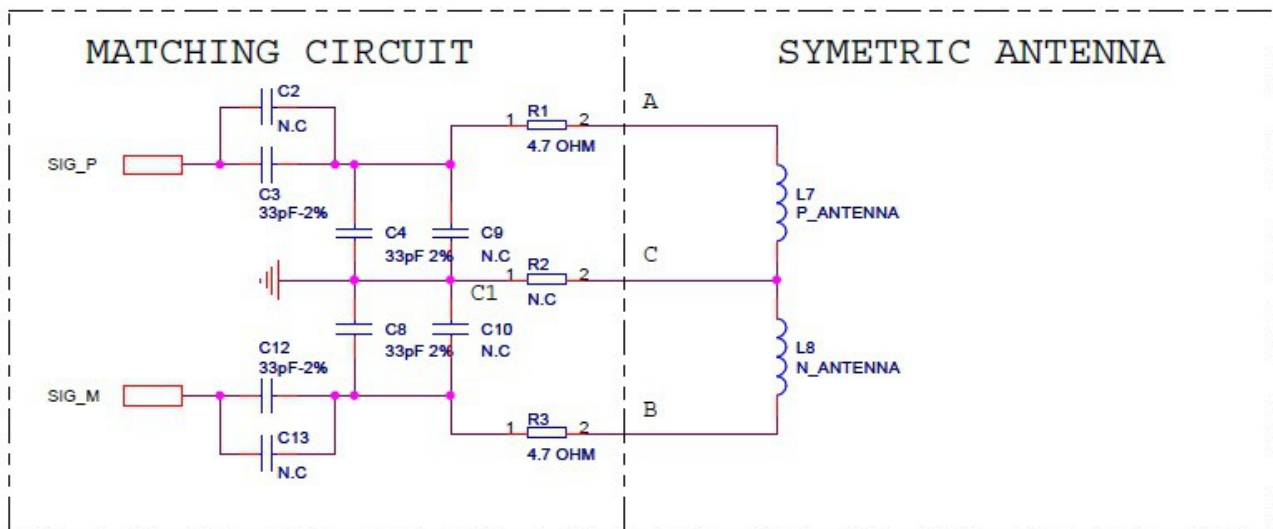 MATCHING CIRCUIT
SYMETRIC ANTENNA
C2
N.C
SIG_P
C3
33pF-2%
R1
1 2
4.7 OHM
A
L7
P_ANTENNA
C4
33pF 2%
C9
N.C
R2
1 2
N.C
C
C1
C8
33pF 2%
C10
N.C
C12
33pF-2%
L8
N_ANTENNA
SIG_M
C13
N.C
R3
1 2
4.7 OHM
B